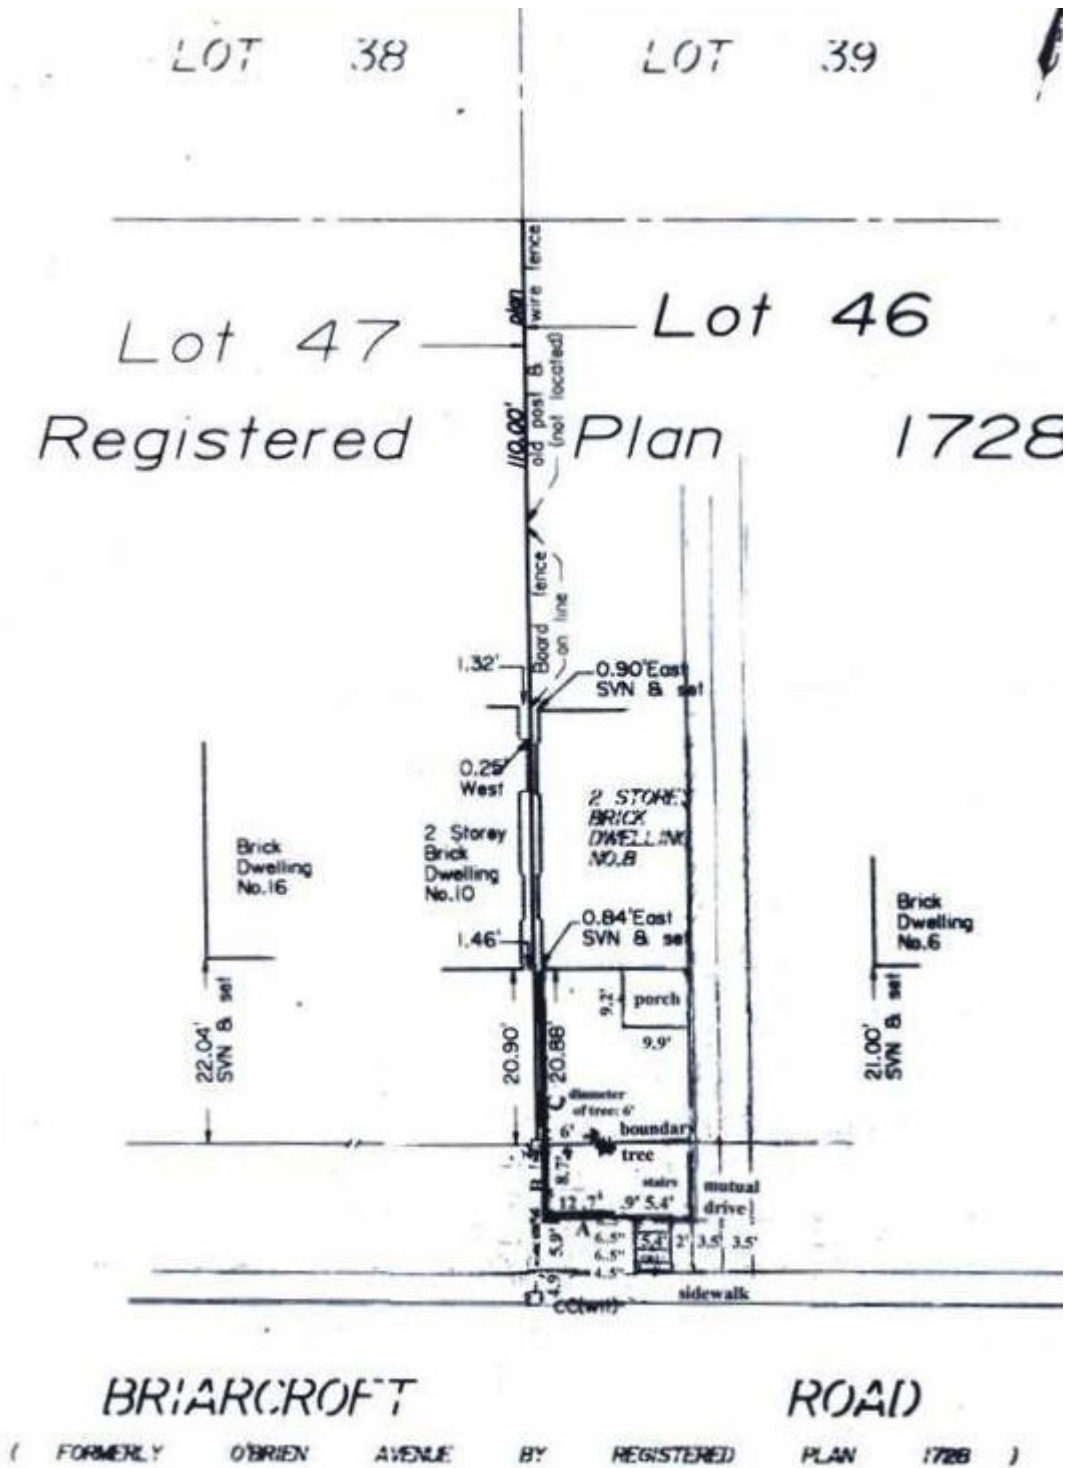 LOT 38
LOT 39
Lot 47
Lot 46
plan
110.00'
old post &
wire fence
(not located)
Registered Plan 1728
Board fence
on line
1.32'
0.90'East
SVN & set
0.25'
West
2 STOREY
BRICK
DWELLING
NO.8
2 Storey
Brick
Dwelling
No.10
Brick
Dwelling
No.16
Brick
Dwelling
No.6
1.46'
0.84'East
SVN & set
porch
9.2'
9.9'
22.04'
SVN & set
20.90'
20.88'
21.00'
SVN & set
C
diameter
of tree: 6'
6'
boundary
tree
8.7'
B
stairs
12.7' .9' 5.4'
mutual
drive
A
5.9'
6.5"
6.5"
4.5"
5.4'
2' 3.5' 3.5'
4.9'
sidewalk
CC(wit)
BRIARCROFT ROAD
( FORMERLY O'BRIEN AVENUE BY REGISTERED PLAN 1728 )